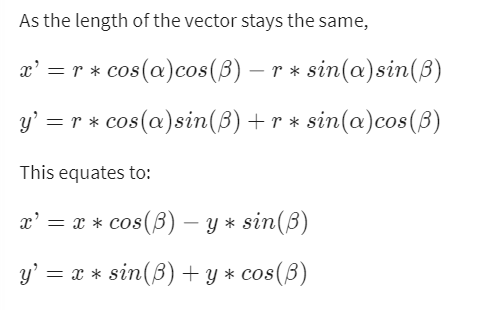 As the length of the vector stays the same,
x’ = r * cos(α)cos(β) – r * sin(α)sin(β)
y’ = r * cos(α)sin(β) + r * sin(α)cos(β)
This equates to:
x’ = x * cos(β) – y * sin(β)
y’ = x * sin(β) + y * cos(β)